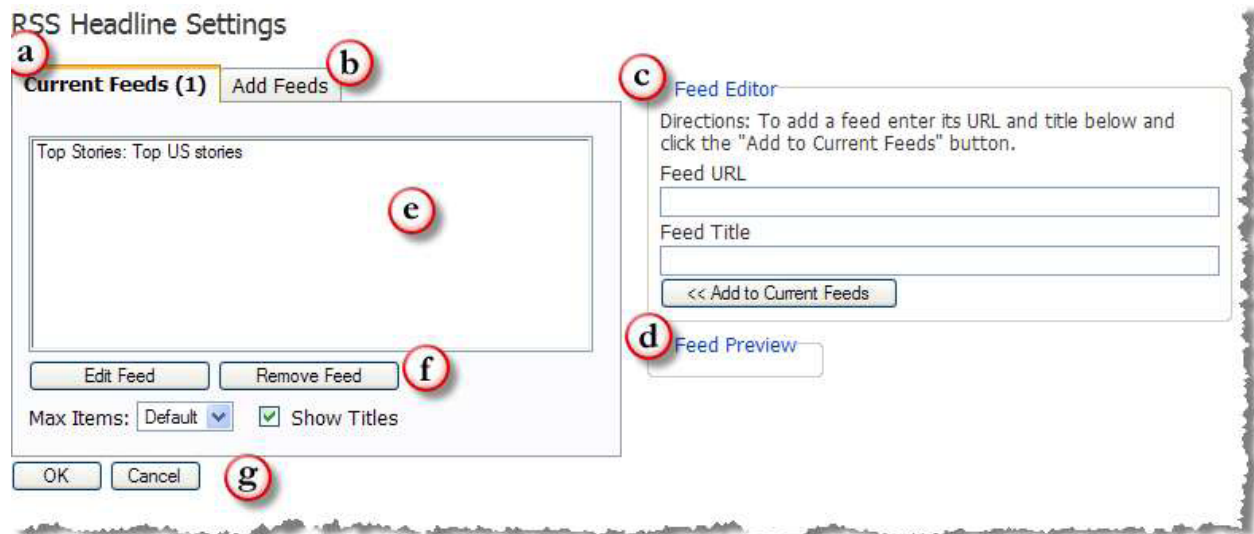 RSS Headline Settings
a
b
Current Feeds (1)
Add Feeds
Top Stories: Top US stories
e
Edit Feed
Remove Feed
f
Max Items: Default
Show Titles
OK
Cancel
g
c
Feed Editor
Directions: To add a feed enter its URL and title below and
click the "Add to Current Feeds" button.
Feed URL
Feed Title
<< Add to Current Feeds
d
Feed Preview